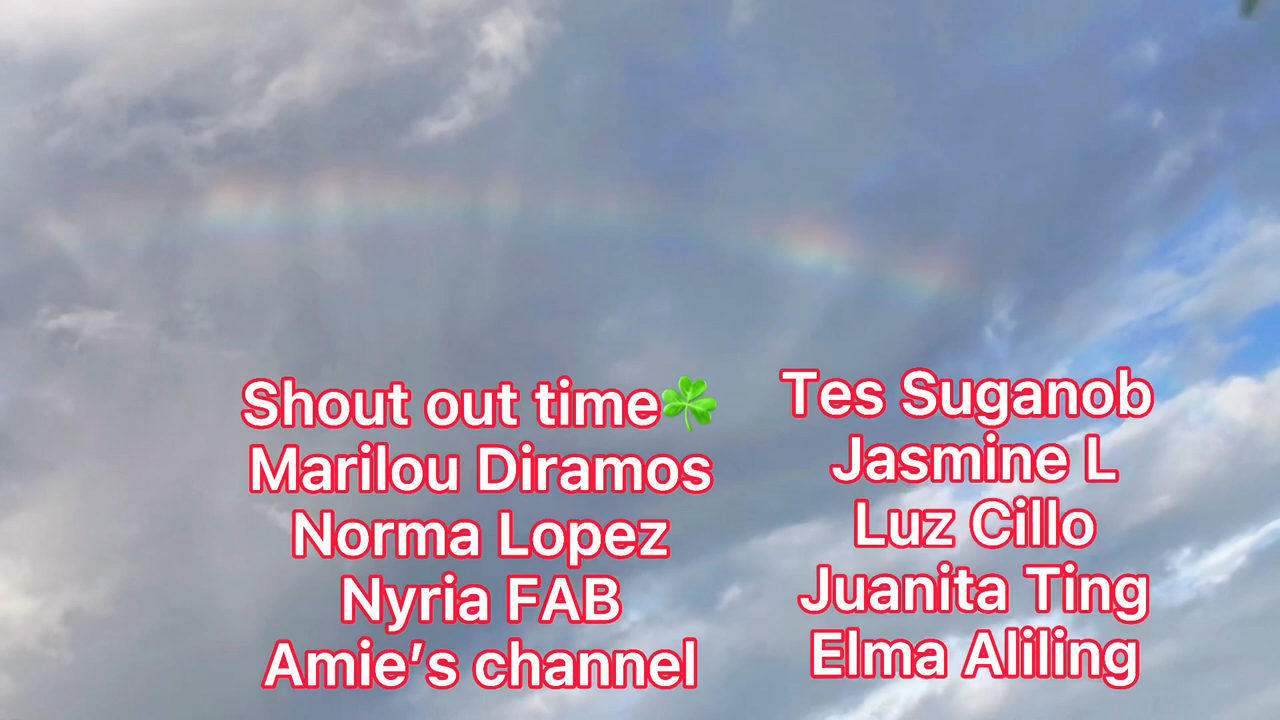 Shout out time☘️
Marilou Diramos
Norma Lopez
Nyria FAB
Amie’s channel
Tes Suganob
Jasmine L
Luz Cillo
Juanita Ting
Elma Aliling